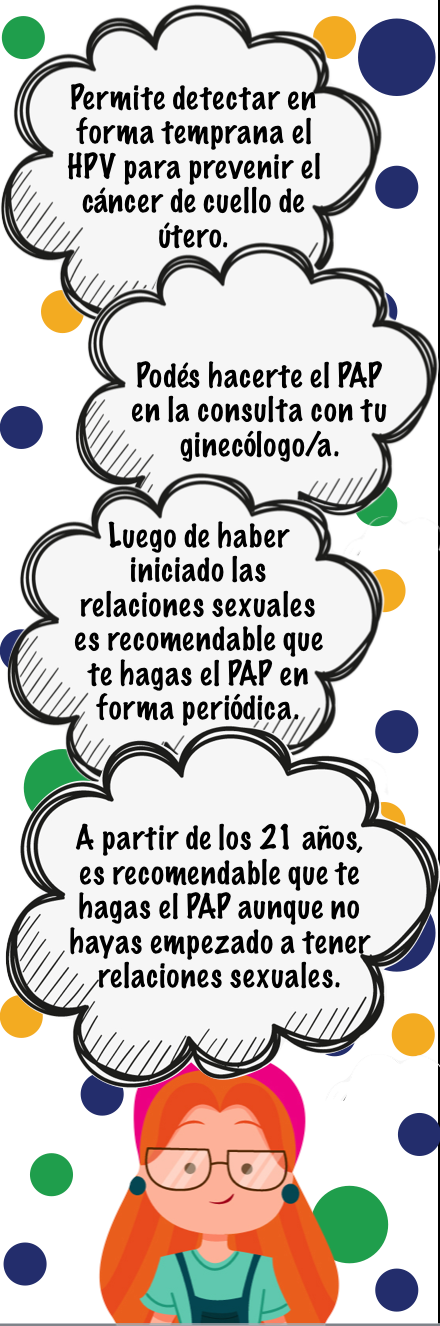 Permite detectar en
forma temprana el
HPV para prevenir el
cáncer de cuello de
útero.
Podés hacerte el PAP
en la consulta con tu
ginecólogo/a.
Luego de haber
iniciado las
relaciones sexuales
es recomendable que
te hagas el PAP en
forma periódica.
A partir de los 21 años,
es recomendable que te
hagas el PAP aunque no
hayas empezado a tener
relaciones sexuales.